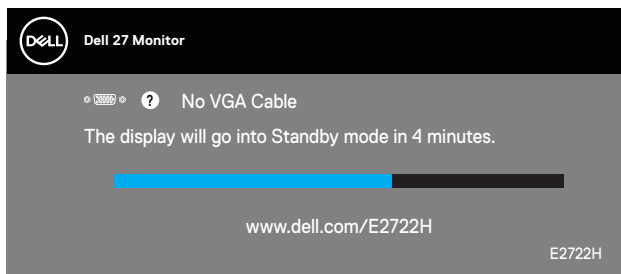 DELL Dell 27 Monitor
? No VGA Cable
The display will go into Standby mode in 4 minutes.
www.dell.com/E2722H
E2722H